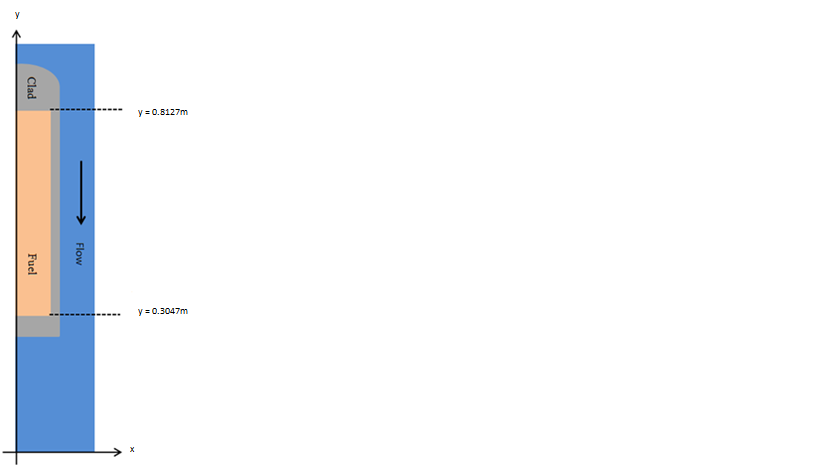 y
Clad
y = 0.8127m
Flow
Fuel
y = 0.3047m
x